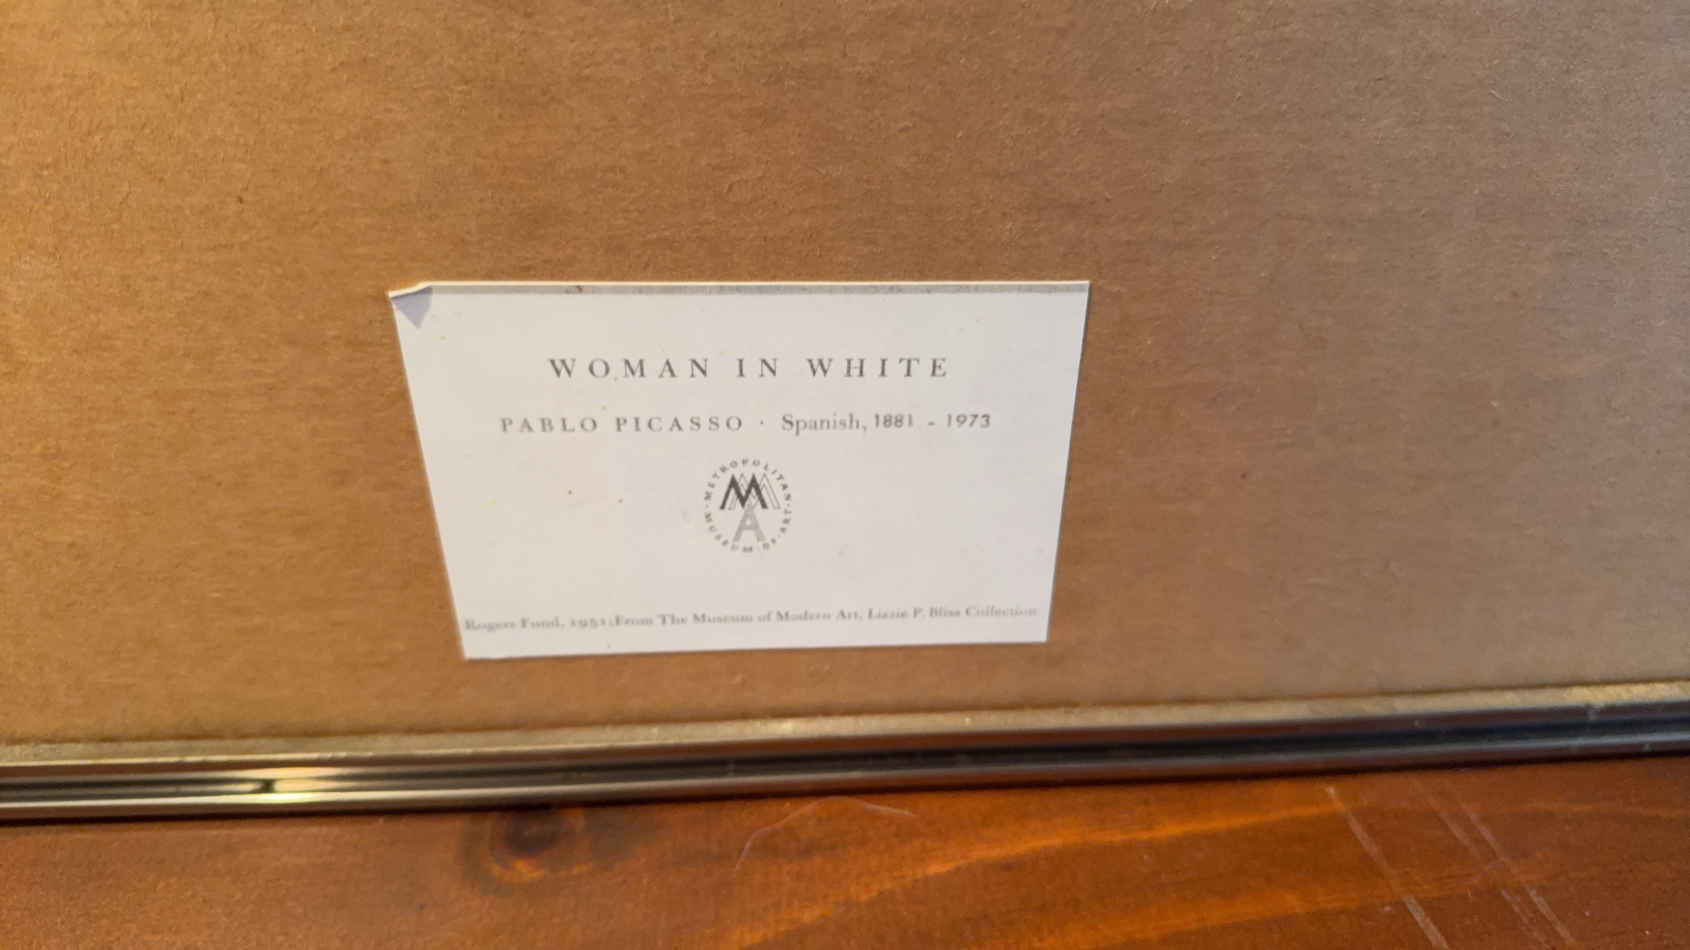 WOMAN IN WHITE
PABLO PICASSO · Spanish, 1881 - 1973
METROPOLITAN · MUSEUM · OF · ART ·
MMA
Rogers Fund, 1951; From The Museum of Modern Art, Lizzie P. Bliss Collection